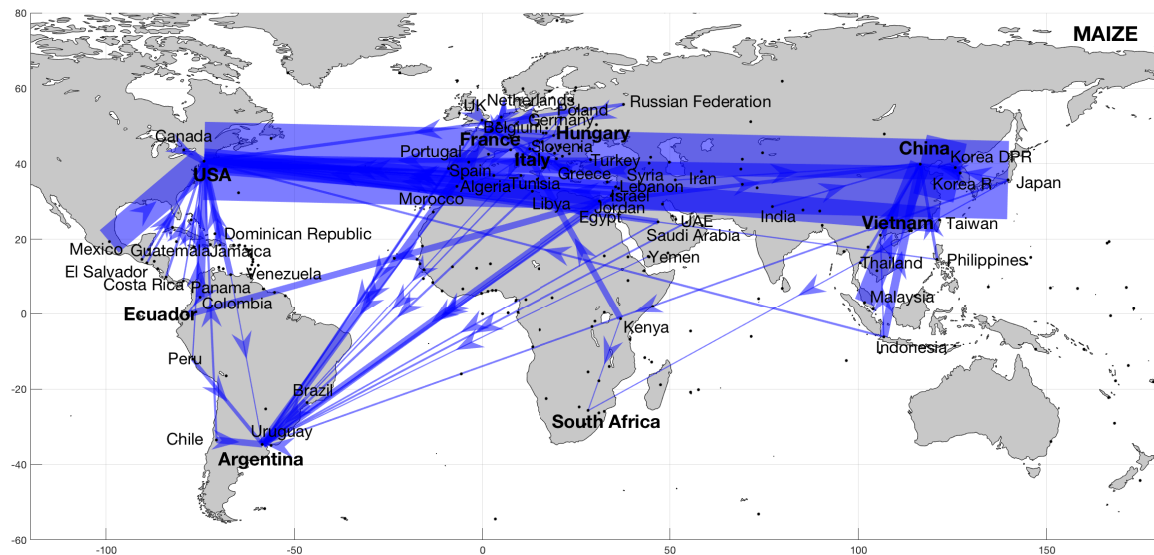 80
MAIZE
60
UK
Netherlands
Russian Federation
Poland
Germany
Belgium
Canada
France
Hungary
Portugal
Slovenia
Italy
Turkey
China
Korea DPR
40
USA
Spain
Greece
Syria
Iran
Algeria
Tunisia
Lebanon
Korea R
Japan
Morocco
Libya
Israel
Jordan
Egypt
UAE
India
Vietnam
Taiwan
20
Dominican Republic
Saudi Arabia
Mexico
Guatemala
Jamaica
Yemen
El Salvador
Venezuela
Thailand
Philippines
Costa Rica
Panama
Colombia
Malaysia
0
Ecuador
Kenya
Indonesia
Peru
-20
Brazil
South Africa
Uruguay
Chile
Argentina
-40
-60
-100
-50
0
50
100
150